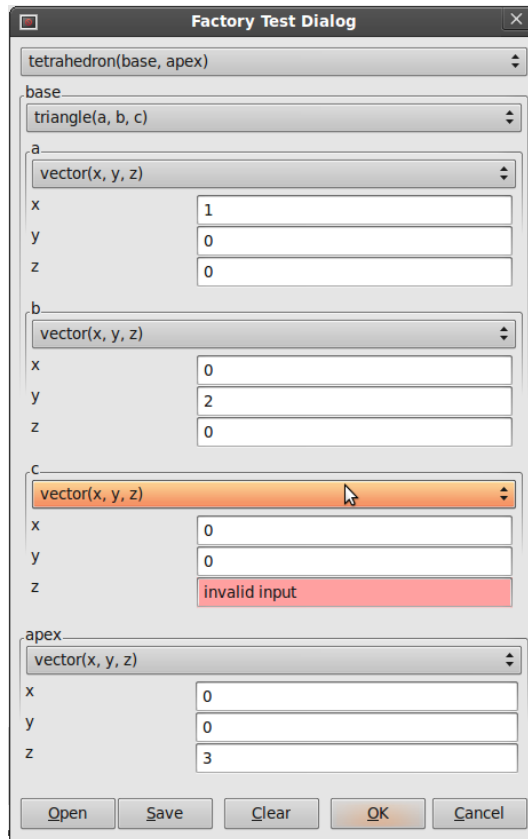 Factory Test Dialog
tetrahedron(base, apex)
base
triangle(a, b, c)
a
vector(x, y, z)
x 1
y 0
z 0
b
vector(x, y, z)
x 0
y 2
z 0
c
vector(x, y, z)
x 0
y 0
z invalid input
apex
vector(x, y, z)
x 0
y 0
z 3
Open Save Clear OK Cancel